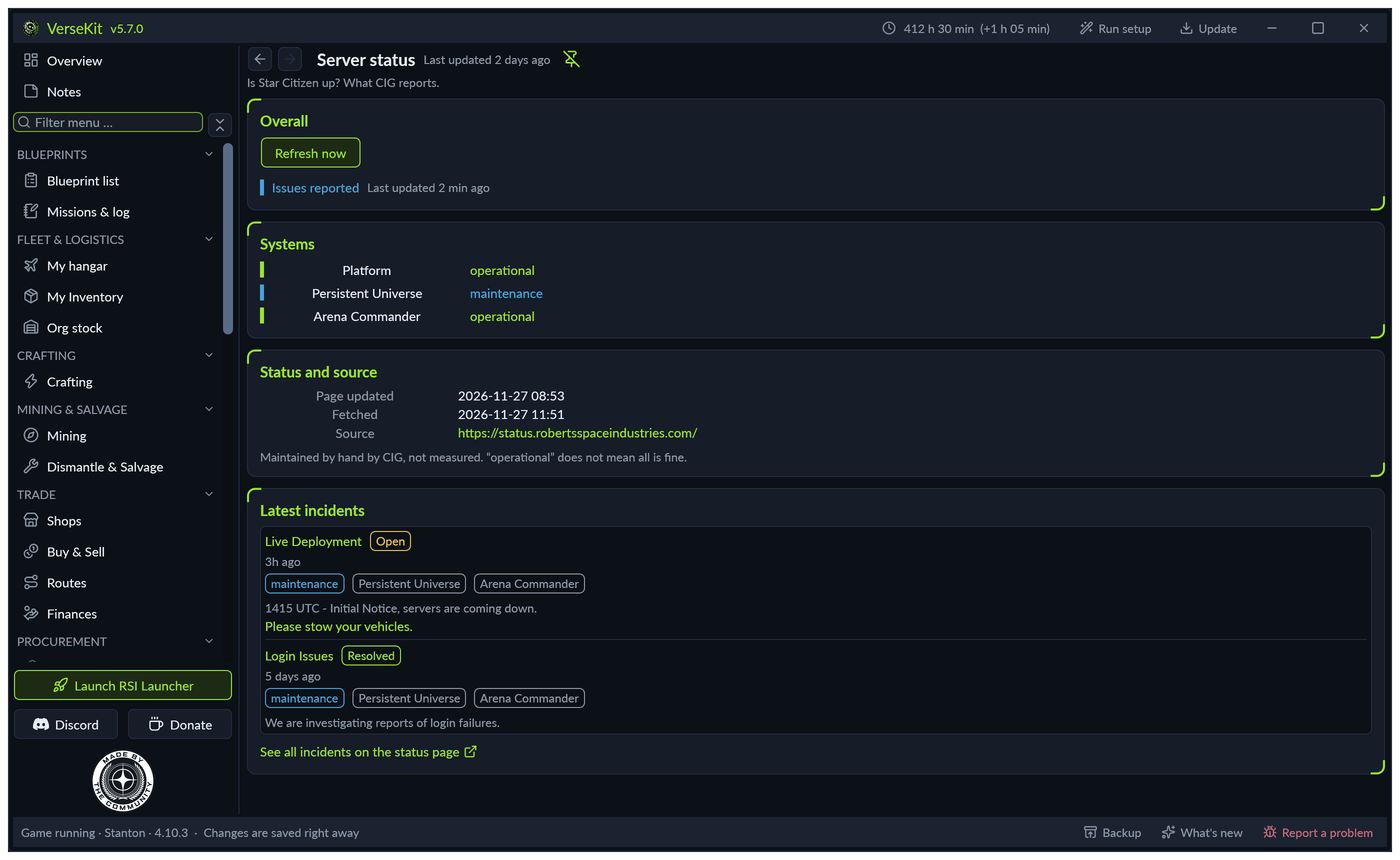 VerseKit v5.7.0
412 h 30 min (+1 h 05 min)
Run setup
Update
Overview
Notes
Filter menu ...
BLUEPRINTS
Blueprint list
Missions & log
FLEET & LOGISTICS
My hangar
My Inventory
Org stock
CRAFTING
Crafting
MINING & SALVAGE
Mining
Dismantle & Salvage
TRADE
Shops
Buy & Sell
Routes
Finances
PROCUREMENT
Launch RSI Launcher
Discord
Donate
MADE BY
THE COMMUNITY
Server status Last updated 2 days ago
Is Star Citizen up? What CIG reports.
Overall
Refresh now
Issues reported Last updated 2 min ago
Systems
Platform operational
Persistent Universe maintenance
Arena Commander operational
Status and source
Page updated 2026-11-27 08:53
Fetched 2026-11-27 11:51
Source https://status.robertsspaceindustries.com/
Maintained by hand by CIG, not measured. "operational" does not mean all is fine.
Latest incidents
Live Deployment Open
3h ago
maintenance Persistent Universe Arena Commander
1415 UTC - Initial Notice, servers are coming down.
Please stow your vehicles.
Login Issues Resolved
5 days ago
maintenance Persistent Universe Arena Commander
We are investigating reports of login failures.
See all incidents on the status page
Game running · Stanton · 4.10.3 · Changes are saved right away
Backup
What's new
Report a problem